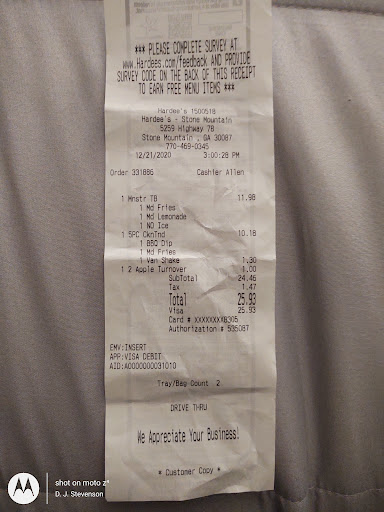 *** PLEASE COMPLETE SURVEY AT
www.Hardees.com/feedback AND PROVIDE
SURVEY CODE ON THE BACK OF THIS RECEIPT
TO EARN FREE MENU ITEMS ***
Hardee's 1500518
Hardee's - Stone Mountain
5259 Highway 78
Stone Mountain , GA 30087
770-469-0345
12/21/2020 3:00:28 PM
Order 331886 Cashier Allen
1 Mnstr TB 11.98
1 Md Fries
1 Md Lemonade
1 NO Ice
1 5PC CknTnd 10.18
1 BBQ Dip
1 Md Fries
1 Van Shake 1.30
1 2 Apple Turnover 1.00
SubTotal 24.46
Tax 1.47
Total 25.93
Visa 25.93
Card # XXXXXXXX8305
Authorization # 535087
EMV:INSERT
APP:VISA DEBIT
AID:A0000000031010
Tray/Bag Count 2
DRIVE THRU
We Appreciate Your Business!
* Customer Copy *
shot on moto z⁴
D. J. Stevenson